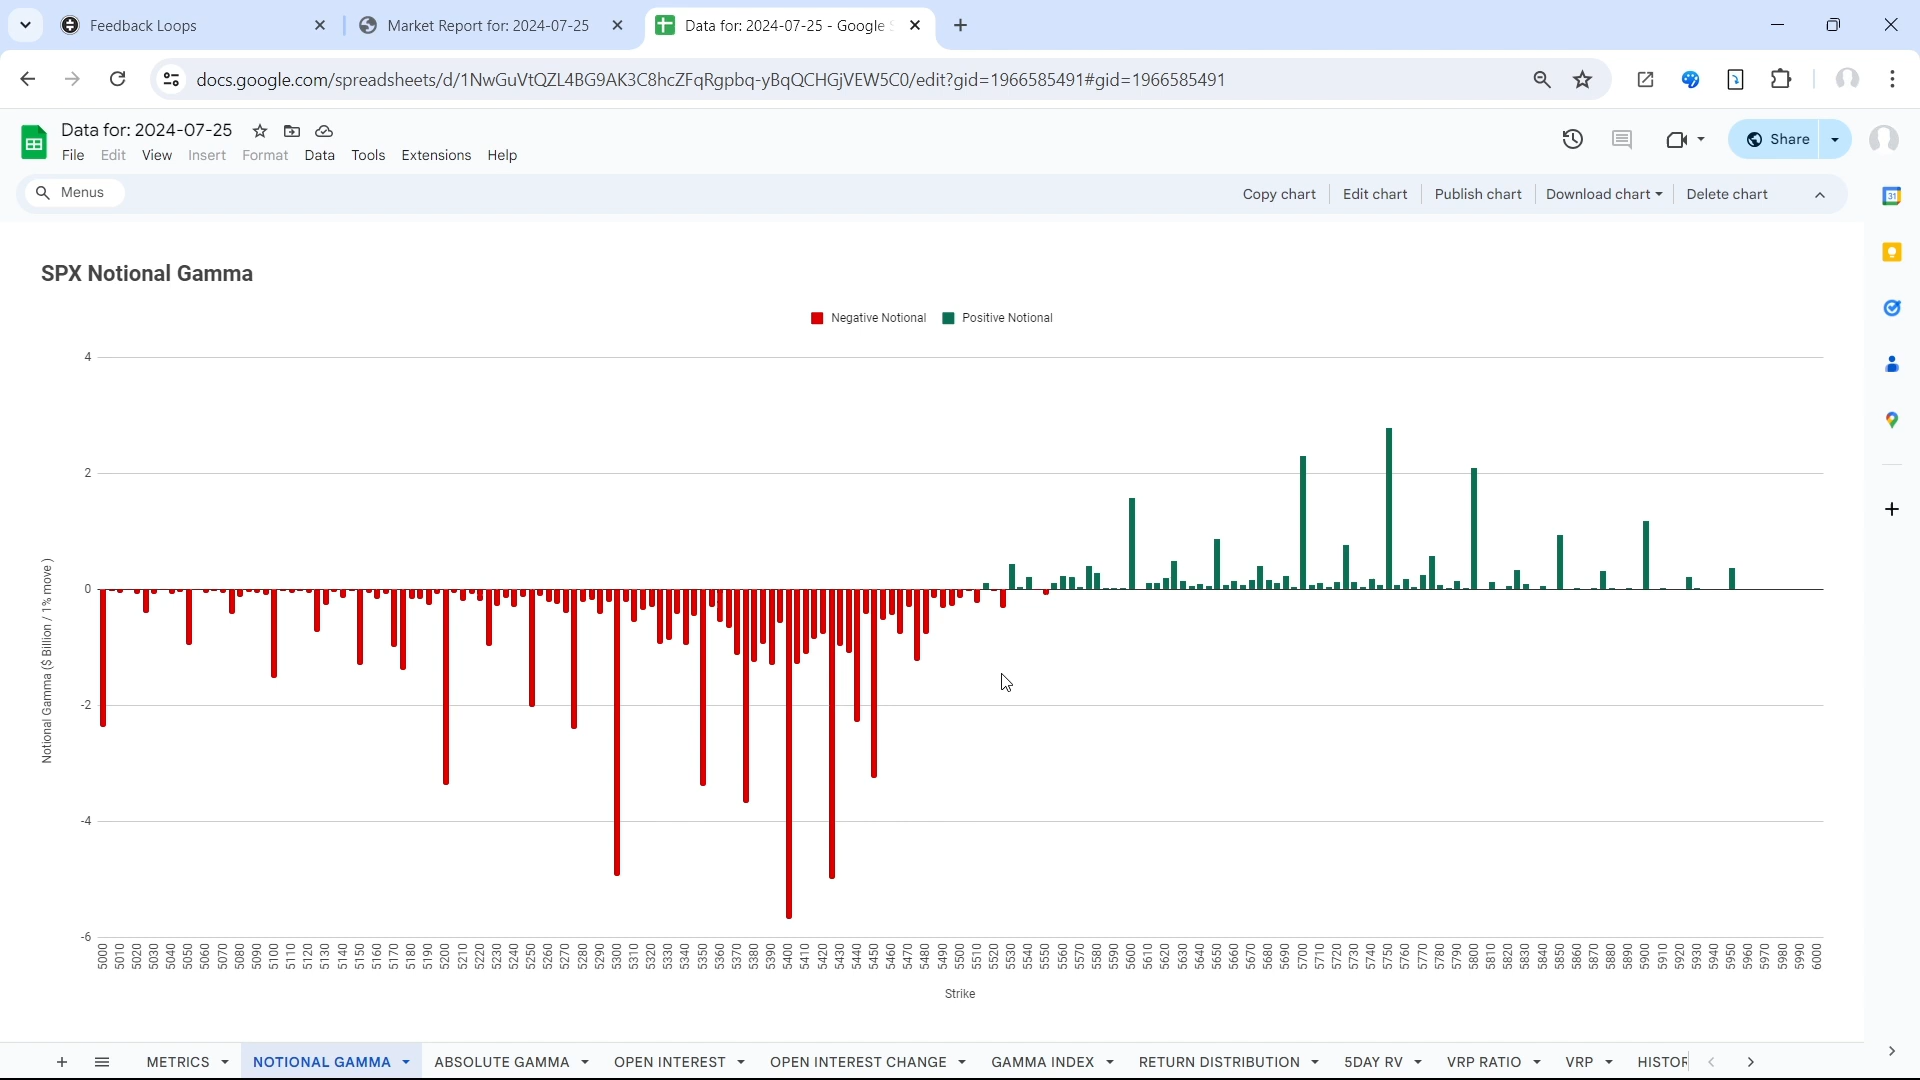 Feedback Loops
Market Report for: 2024-07-25
Data for: 2024-07-25 - Google S
docs.google.com/spreadsheets/d/1NwGuVtQZL4BG9AK3C8hcZFqRgpbq-yBqQCHGjVEW5C0/edit?gid=1966585491#gid=1966585491
Data for: 2024-07-25
File Edit View Insert Format Data Tools Extensions Help
Share
Menus
Copy chart Edit chart Publish chart Download chart Delete chart
31
SPX Notional Gamma
Negative Notional Positive Notional
4
2
0
-2
-4
-6
Notional Gamma ($ Billion / 1% move )
5000 5010 5020 5030 5040 5050 5060 5070 5080 5090 5100 5110 5120 5130 5140 5150 5160 5170 5180 5190 5200 5210 5220 5230 5240 5250 5260 5270 5280 5290 5300 5310 5320 5330 5340 5350 5360 5370 5380 5390 5400 5410 5420 5430 5440 5450 5460 5470 5480 5490 5500 5510 5520 5530 5540 5550 5560 5570 5580 5590 5600 5610 5620 5630 5640 5650 5660 5670 5680 5690 5700 5710 5720 5730 5740 5750 5760 5770 5780 5790 5800 5810 5820 5830 5840 5850 5860 5870 5880 5890 5900 5910 5920 5930 5940 5950 5960 5970 5980 5990 6000
Strike
METRICS NOTIONAL GAMMA ABSOLUTE GAMMA OPEN INTEREST OPEN INTEREST CHANGE GAMMA INDEX RETURN DISTRIBUTION 5DAY RV VRP RATIO VRP HISTOR